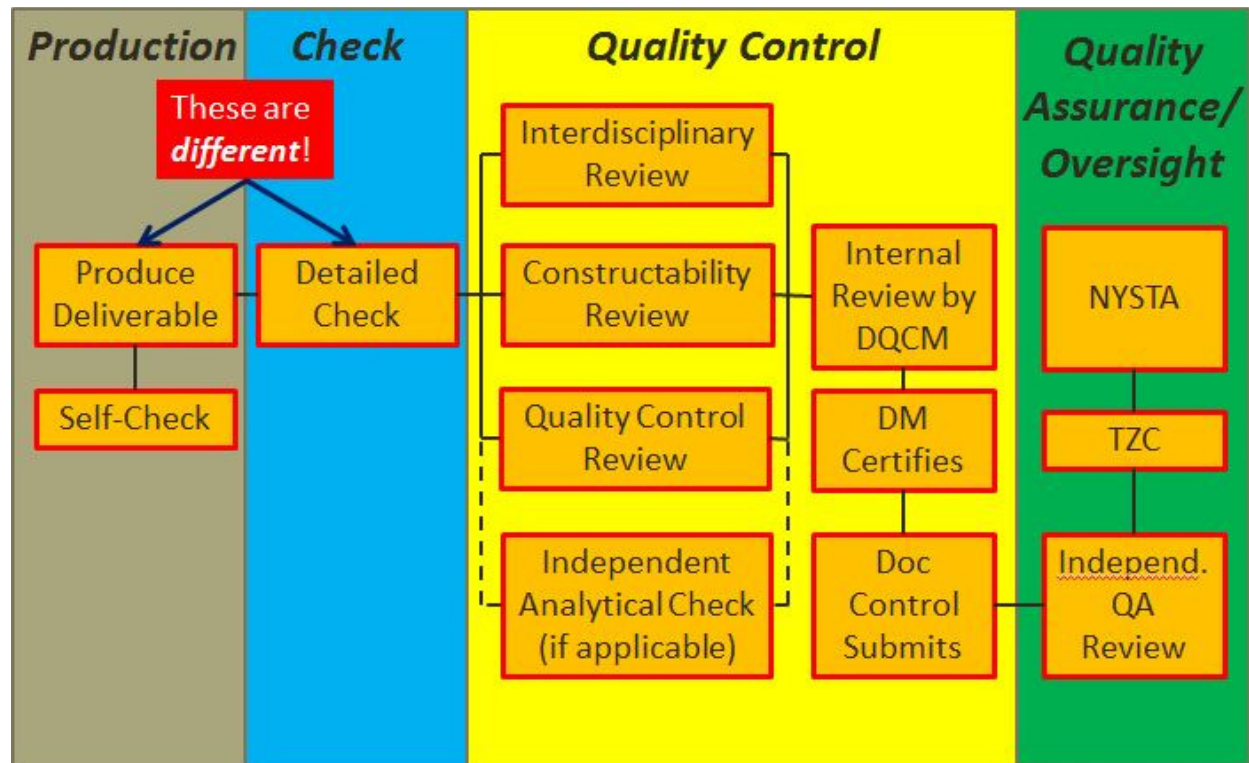 Production
Check
Quality Control
Quality
Assurance/
Oversight
These are
different!
Produce
Deliverable
Self-Check
Detailed
Check
Interdisciplinary
Review
Constructability
Review
Quality Control
Review
Independent
Analytical Check
(if applicable)
Internal
Review by
DQCM
DM
Certifies
Doc
Control
Submits
NYSTA
TZC
Independ.
QA
Review